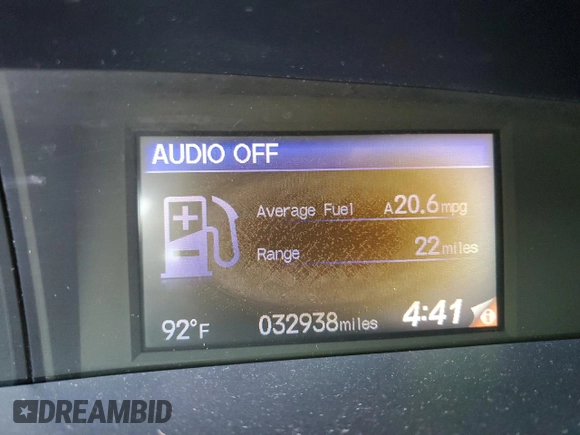 AUDIO OFF
Average Fuel A20.6mpg
Range 22miles
92°F 032938miles 4:41 i
DREAMBID